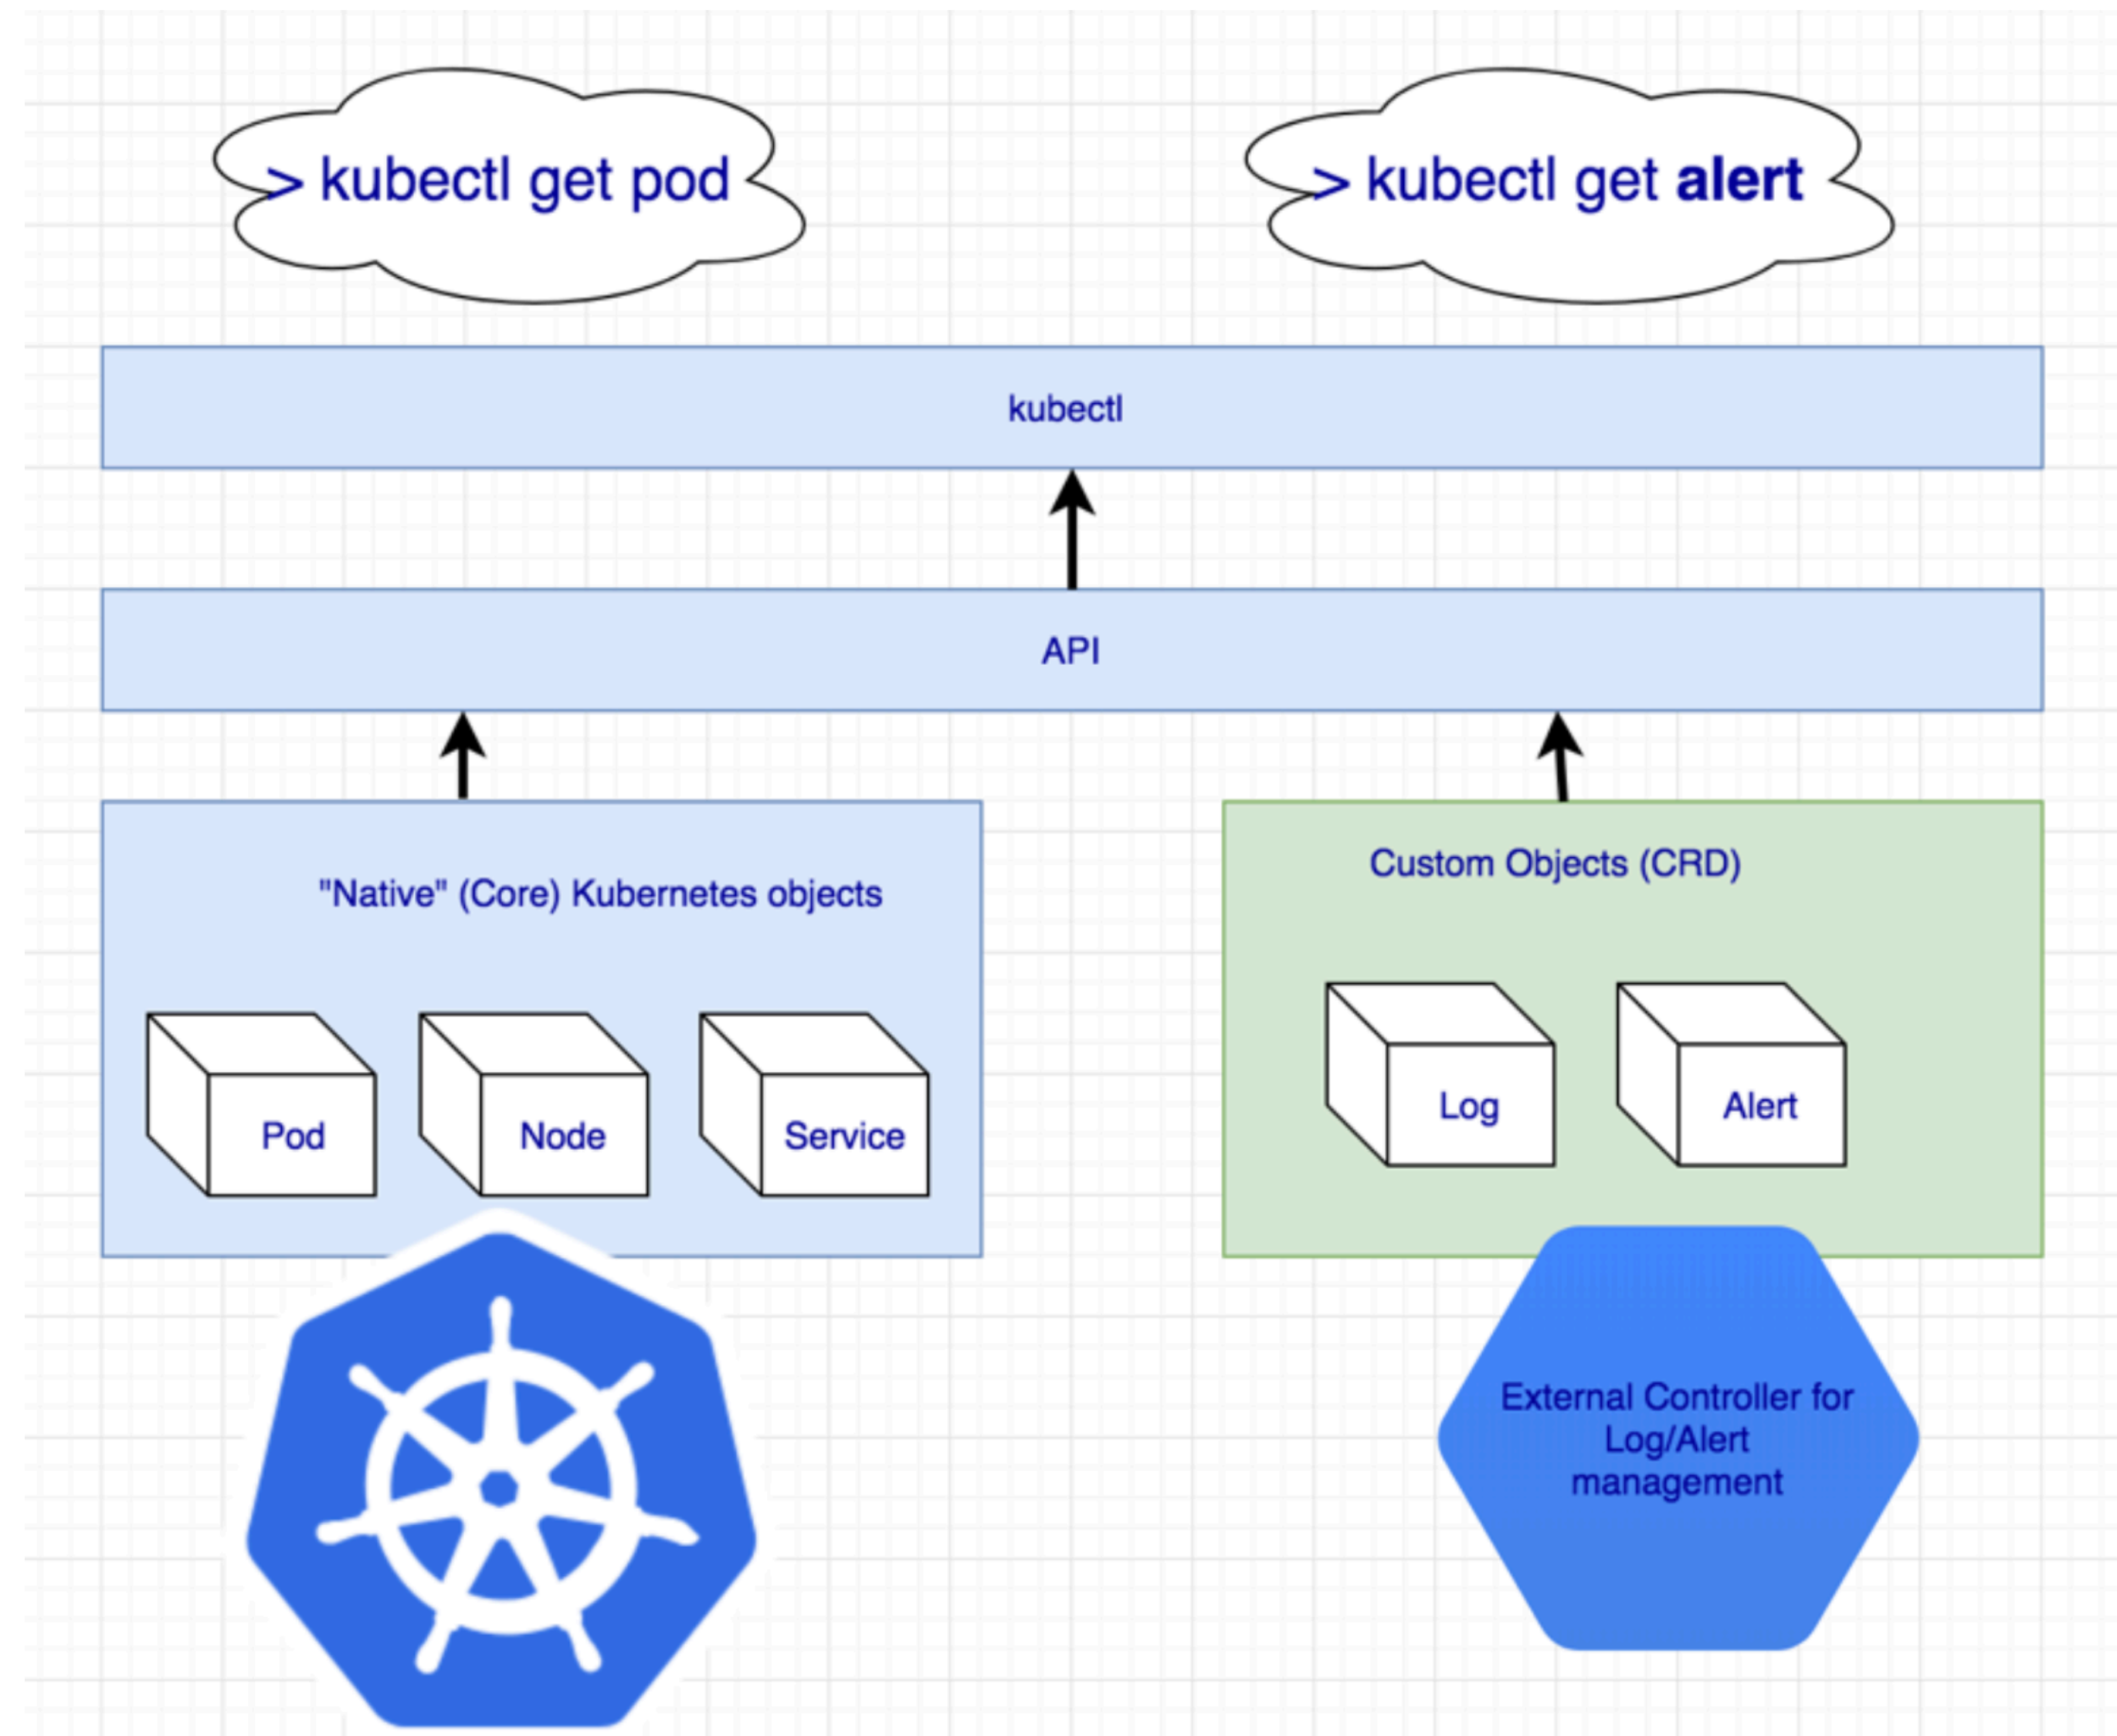 > kubectl get pod
> kubectl get alert
kubectl
API
"Native" (Core) Kubernetes objects
Pod
Node
Service
Custom Objects (CRD)
Log
Alert
External Controller for
Log/Alert
management